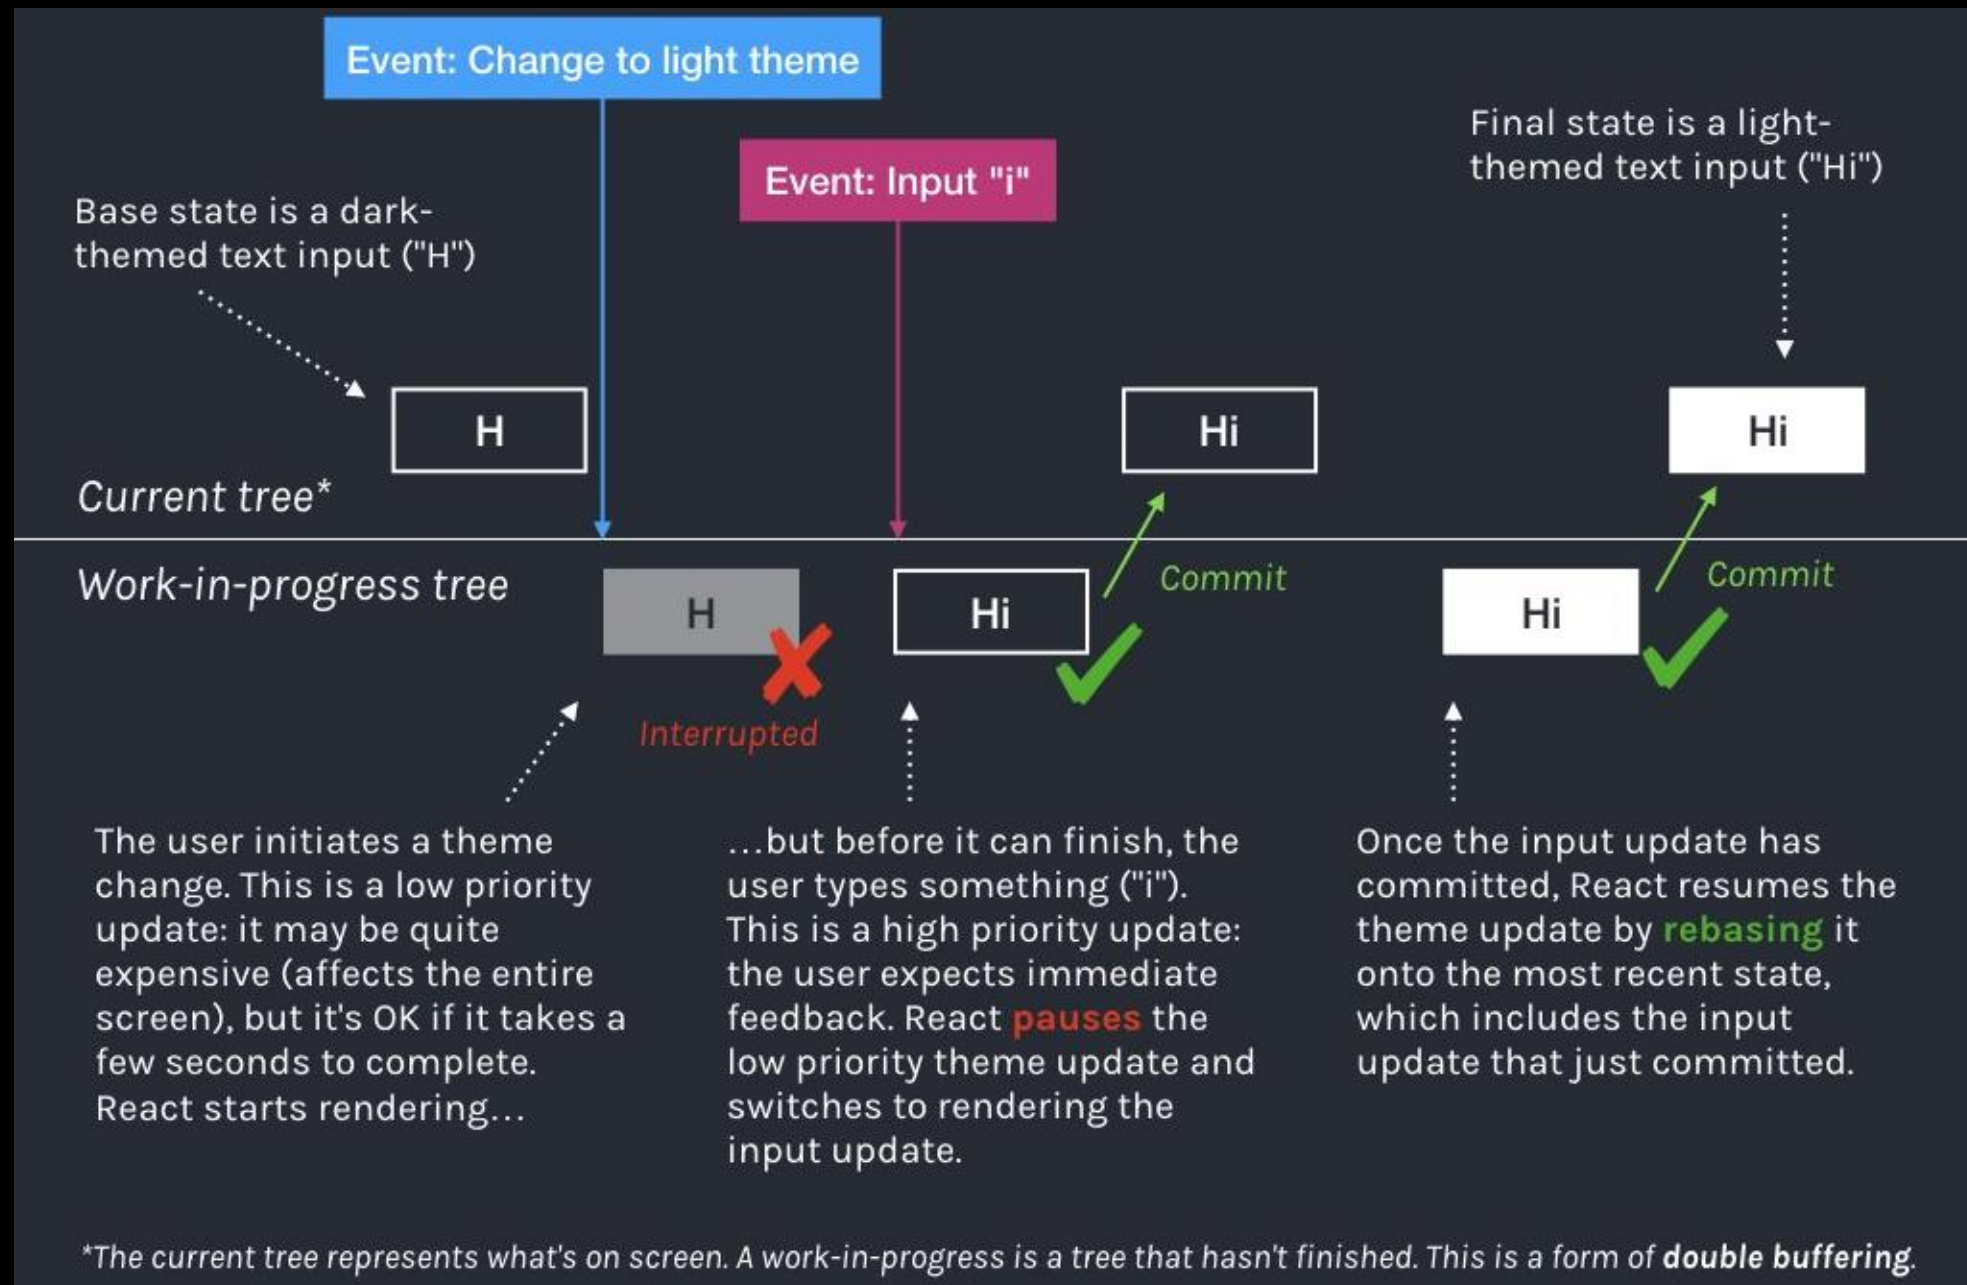 Event: Change to light theme
Event: Input "i"
Final state is a light-
themed text input ("Hi")
Base state is a dark-
themed text input ("H")
H
Hi
Hi
Current tree*
Work-in-progress tree
H
Interrupted
Hi
Commit
Hi
Commit
The user initiates a theme
change. This is a low priority
update: it may be quite
expensive (affects the entire
screen), but it's OK if it takes a
few seconds to complete.
React starts rendering...
...but before it can finish, the
user types something ("i").
This is a high priority update:
the user expects immediate
feedback. React pauses the
low priority theme update and
switches to rendering the
input update.
Once the input update has
committed, React resumes the
theme update by rebasing it
onto the most recent state,
which includes the input
update that just committed.
*The current tree represents what's on screen. A work-in-progress is a tree that hasn't finished. This is a form of double buffering.